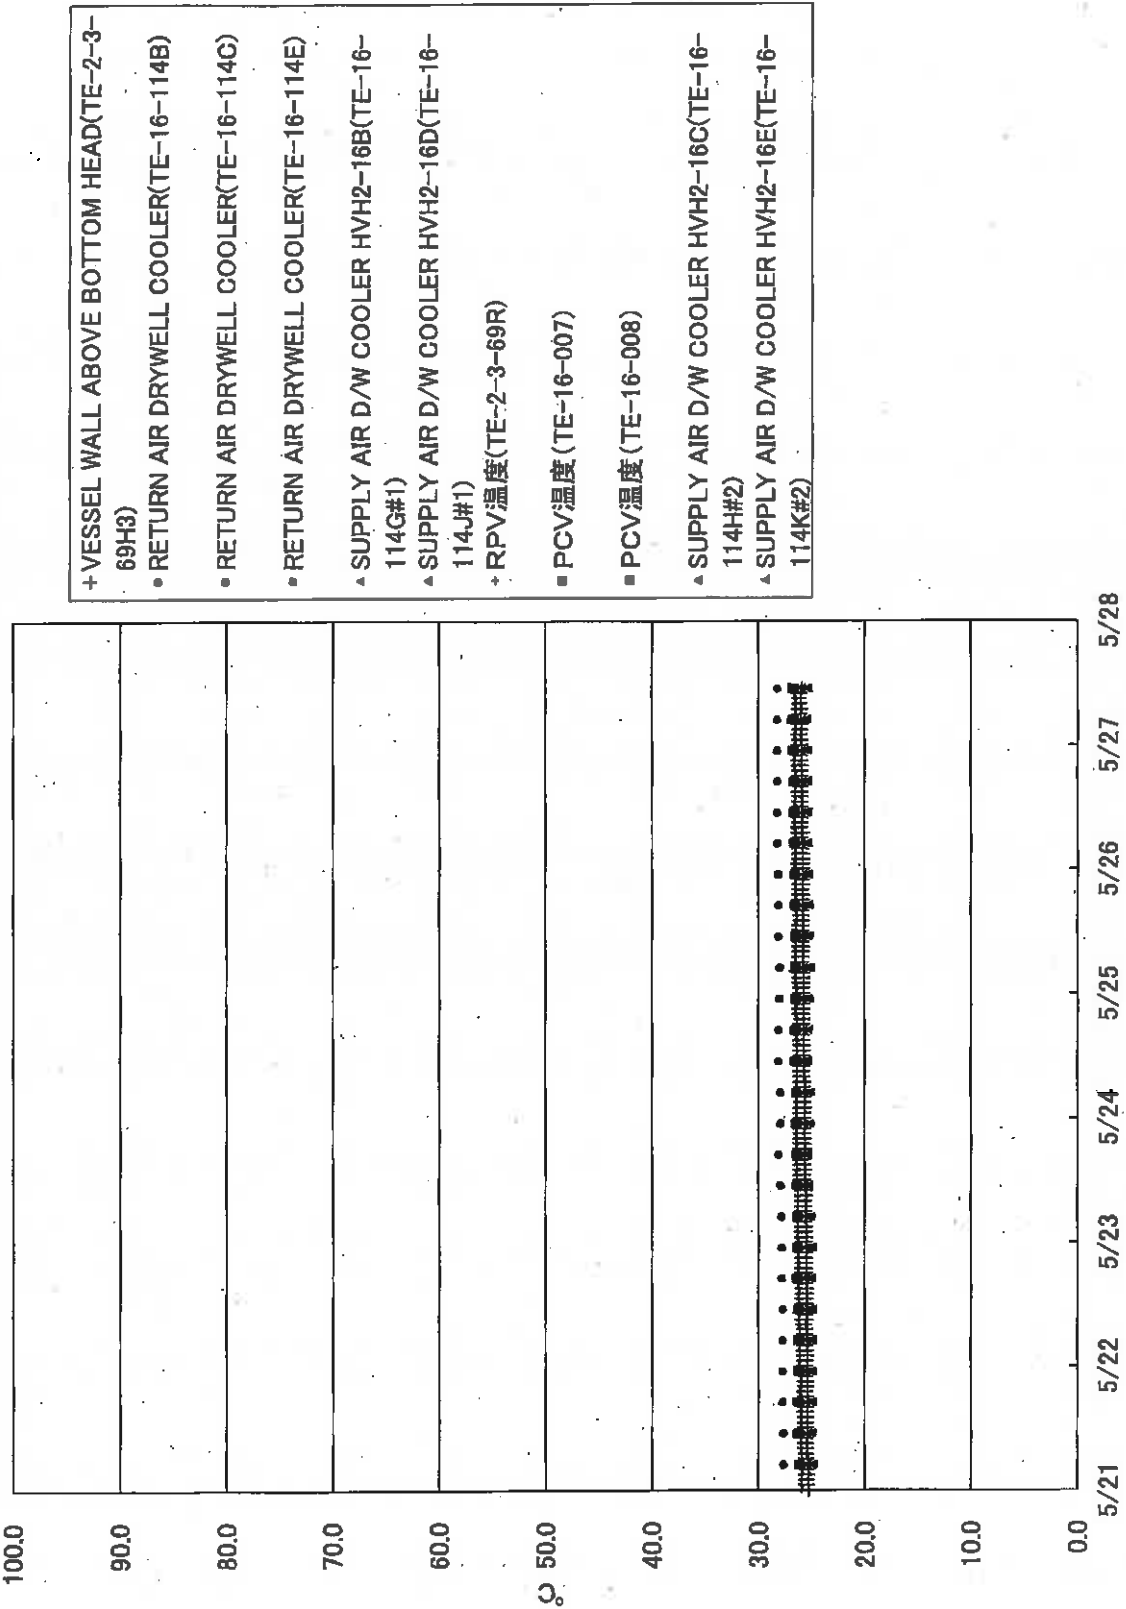 100.0
90.0
80.0
70.0
60.0
50.0
40.0
30.0
20.0
10.0
0.0
℃
5/21
5/22
5/23
5/24
5/25
5/26
5/27
5/28
VESSEL WALL ABOVE BOTTOM HEAD(TE-2-3-
69H3)
RETURN AIR DRYWELL COOLER(TE-16-114B)
RETURN AIR DRYWELL COOLER(TE-16-114C)
RETURN AIR DRYWELL COOLER(TE-16-114E)
SUPPLY AIR D/W COOLER HVH2-16B(TE-16-
114G#1)
SUPPLY AIR D/W COOLER HVH2-16D(TE-16-
114J#1)
RPV温度(TE-2-3-69R)
PCV温度(TE-16-007)
PCV温度(TE-16-008)
SUPPLY AIR D/W COOLER HVH2-16C(TE-16-
114H#2)
SUPPLY AIR D/W COOLER HVH2-16E(TE-16-
114K#2)